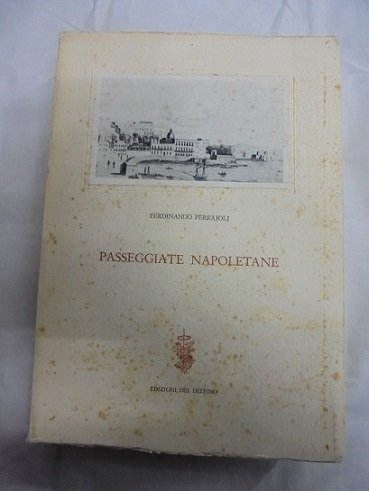 FERDINANDO FERRAJOLI
PASSEGGIATE NAPOLETANE
EDIZIONI DEL DELFINO